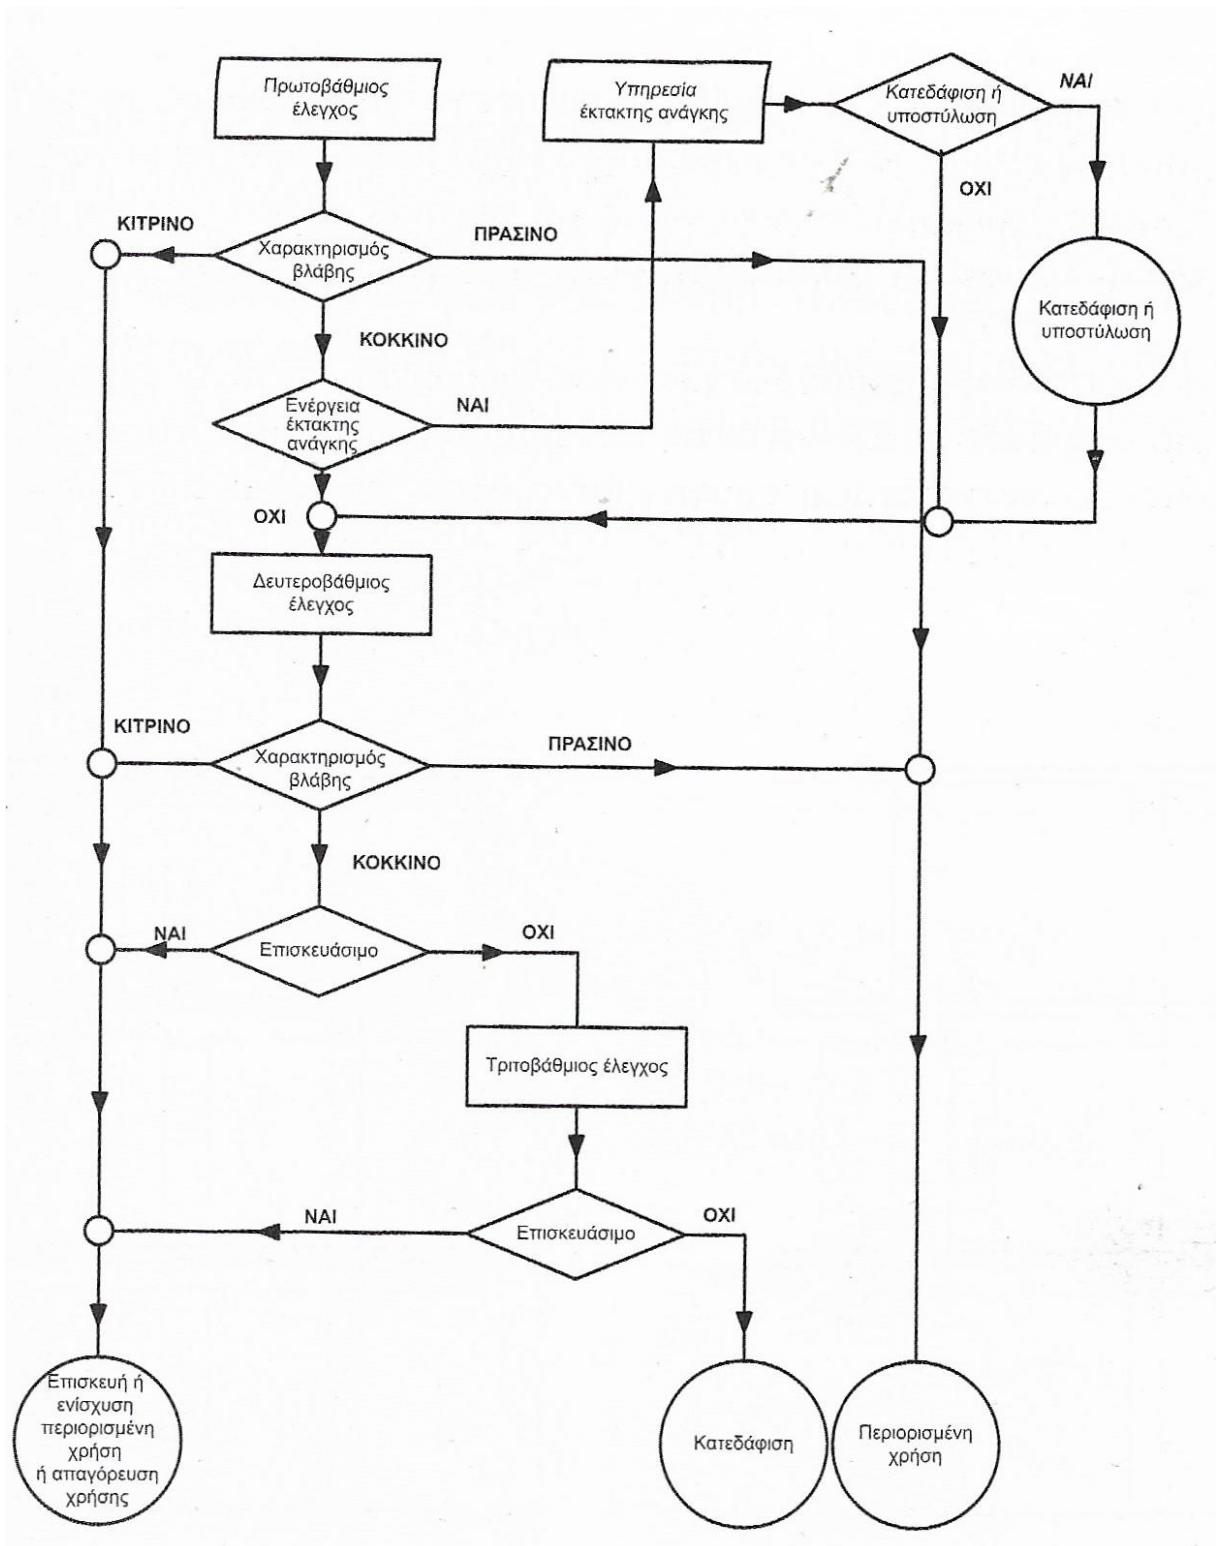 Πρωτοβάθμιος
έλεγχος
Υπηρεσία
έκτακτης ανάγκης
Κατεδάφιση ή
υποστύλωση
ΝΑΙ
ΟΧΙ
ΚΙΤΡΙΝΟ
Χαρακτηρισμός
βλάβης
ΠΡΑΣΙΝΟ
Κατεδάφιση ή
υποστύλωση
ΚΟΚΚΙΝΟ
Ενέργεια
έκτακτης
ανάγκης
ΝΑΙ
ΟΧΙ
Δευτεροβάθμιος
έλεγχος
ΚΙΤΡΙΝΟ
Χαρακτηρισμός
βλάβης
ΠΡΑΣΙΝΟ
ΚΟΚΚΙΝΟ
ΝΑΙ
Επισκευάσιμο
ΟΧΙ
Τριτοβάθμιος έλεγχος
ΝΑΙ
Επισκευάσιμο
ΟΧΙ
Επισκευή ή
ενίσχυση
περιορισμένη
χρήση
ή απαγόρευση
χρήσης
Κατεδάφιση
Περιορισμένη
χρήση